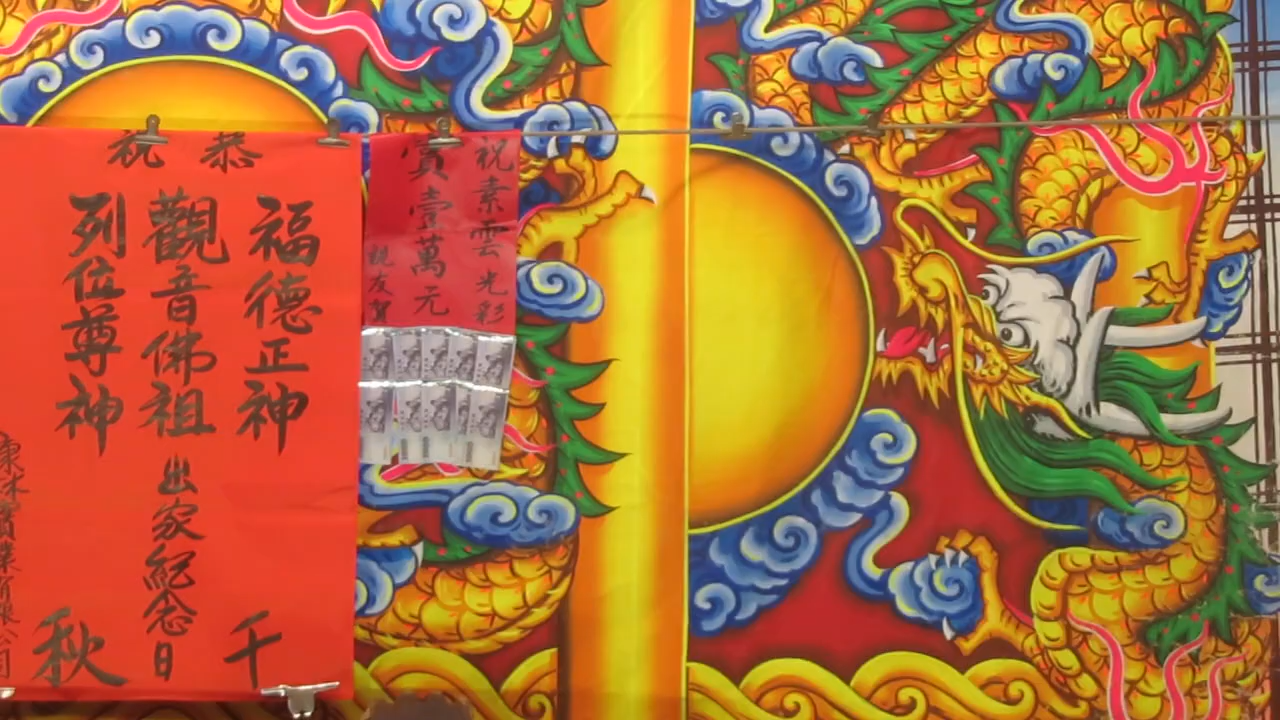 恭祝
福德正神
觀音佛祖出家紀念日
列位尊神
千秋
祝素雲光彩
賞壹萬元
親友賀